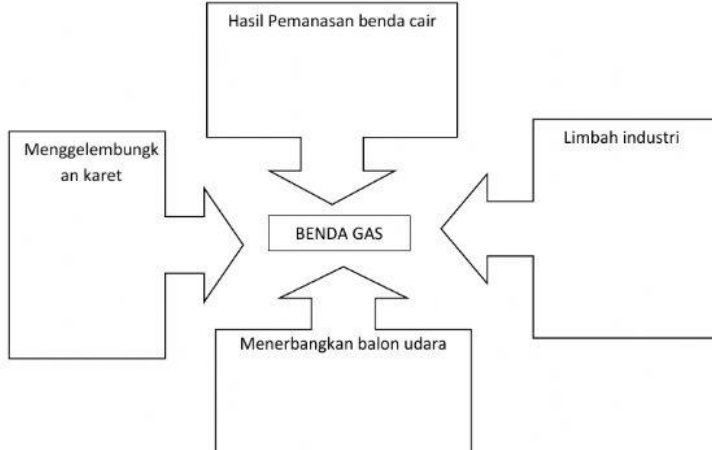 Hasil Pemanasan benda cair
Menggelembungk
an karet
Limbah industri
BENDA GAS
Menerbangkan balon udara